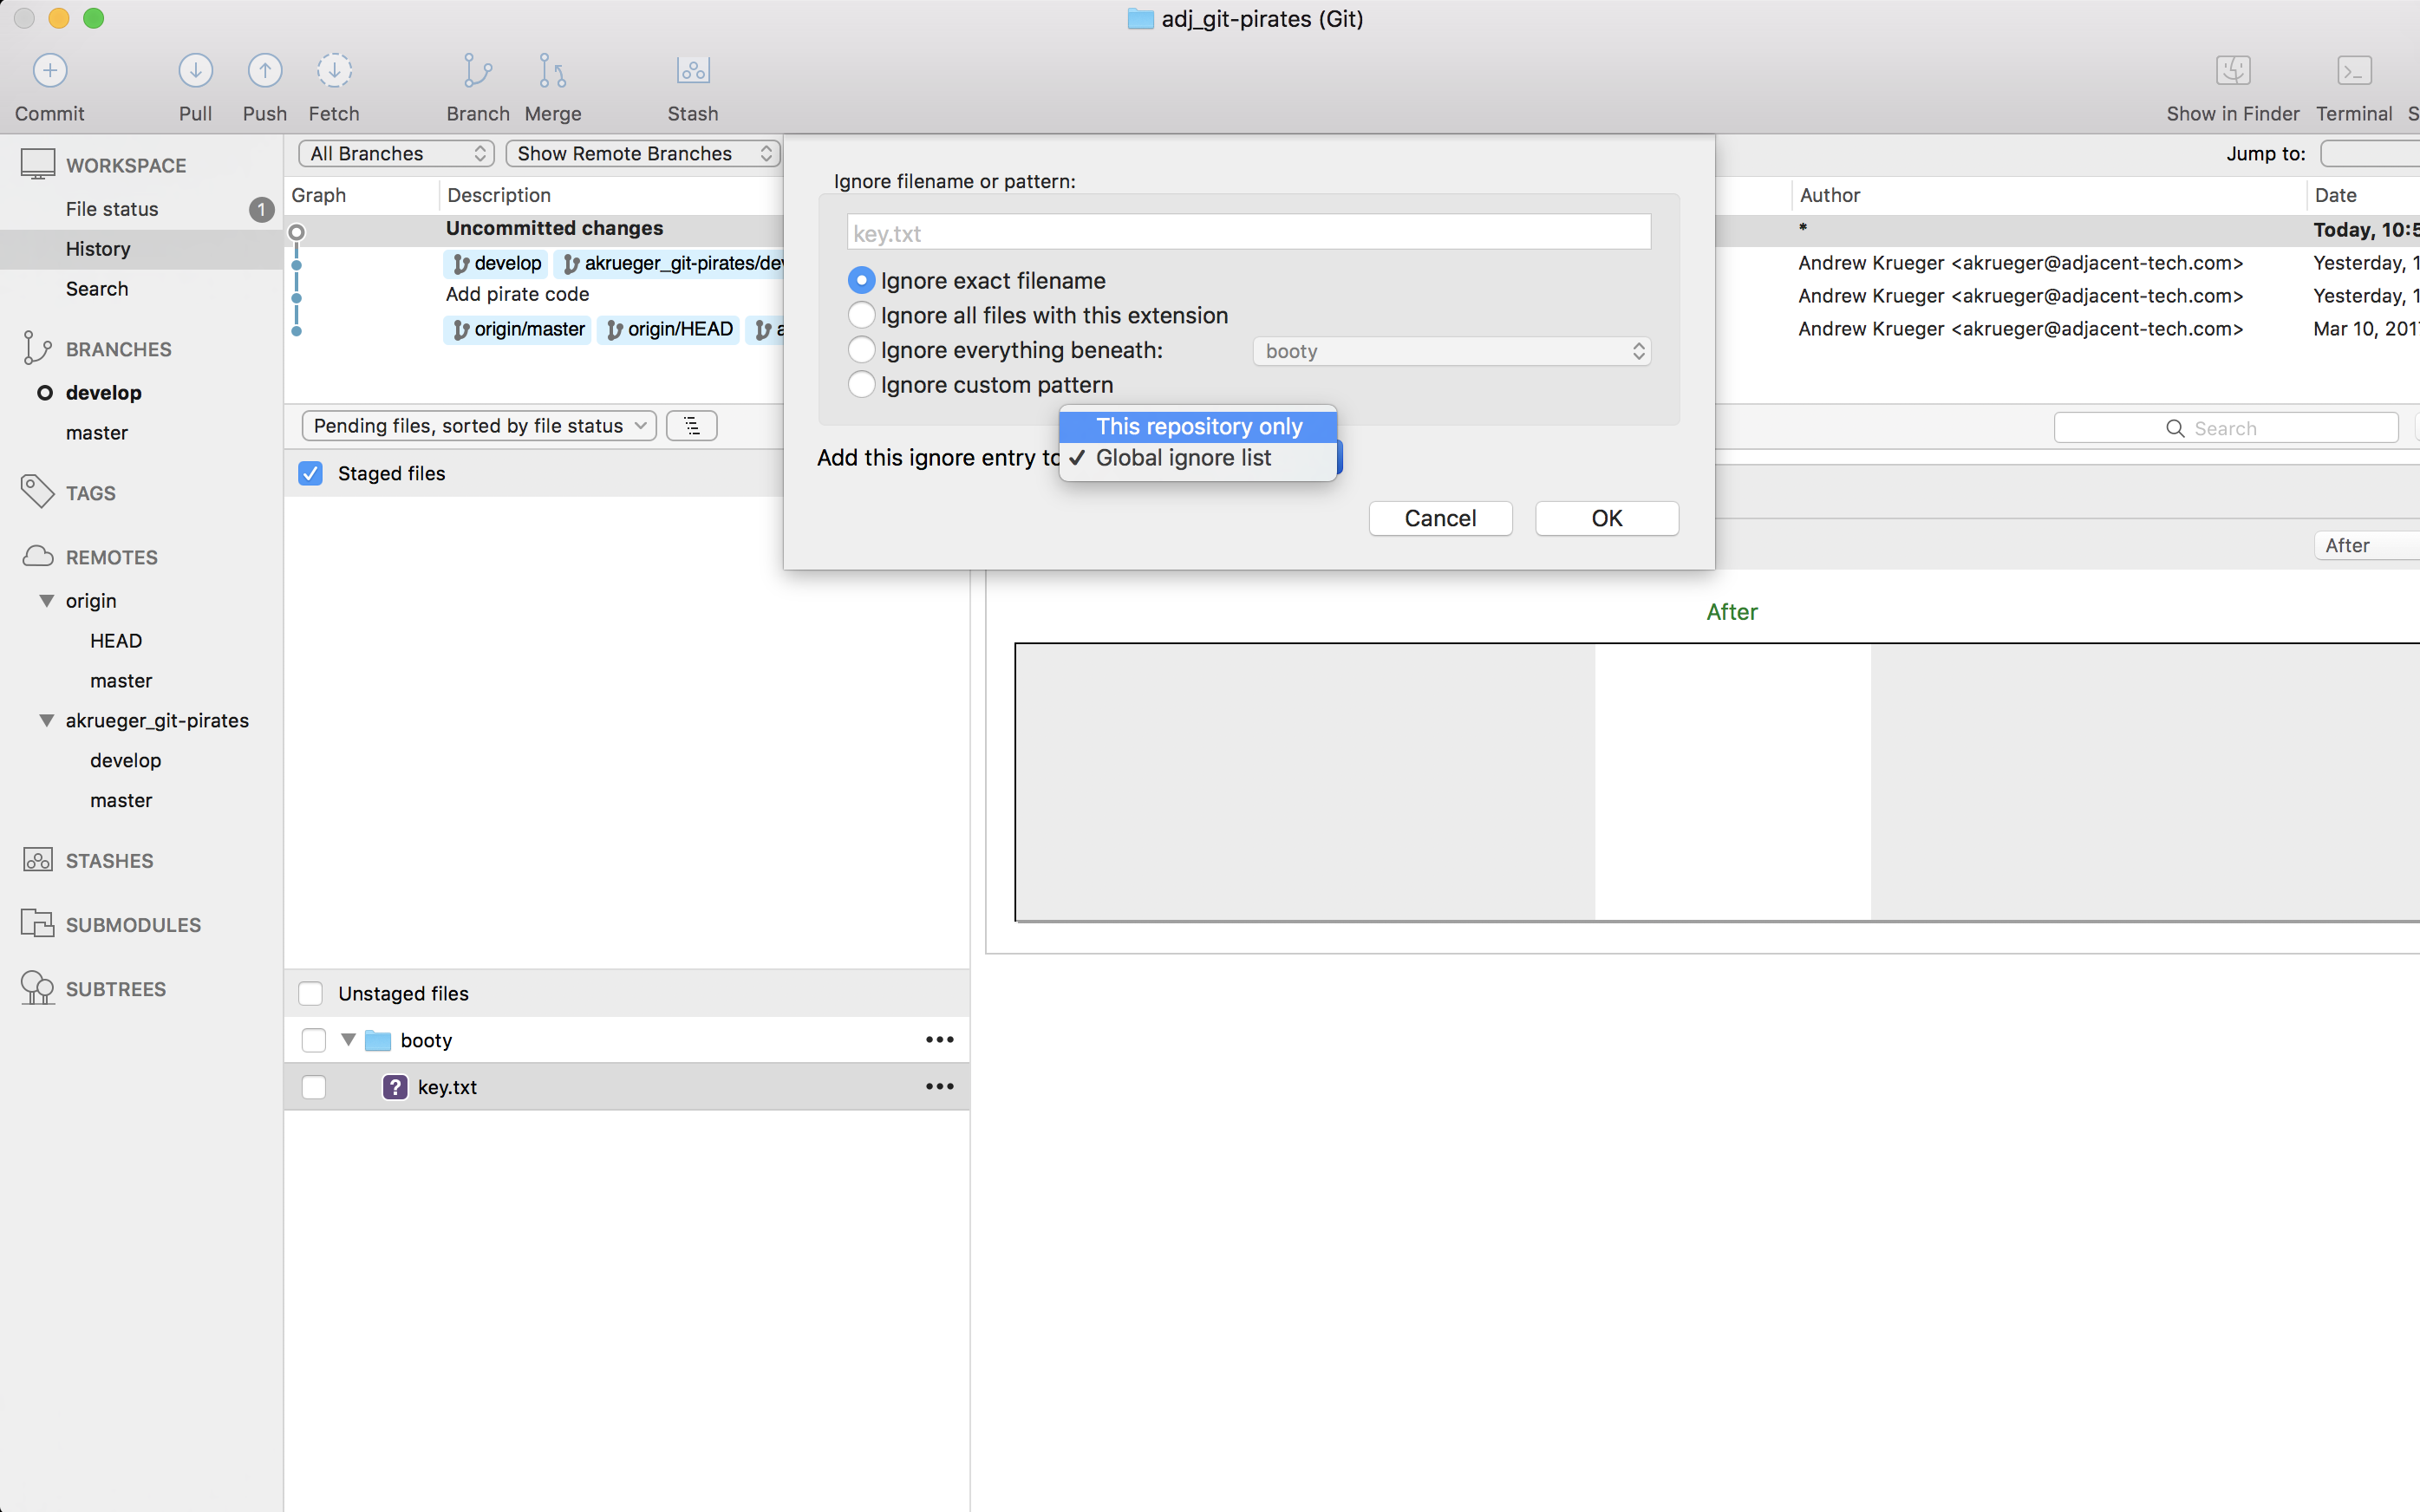 adj_git-pirates (Git)
Commit Pull Push Fetch Branch Merge Stash Show in Finder Terminal
WORKSPACE
File status 1
History
Search
BRANCHES
develop
master
TAGS
REMOTES
origin
HEAD
master
akrueger_git-pirates
develop
master
STASHES
SUBMODULES
SUBTREES
All Branches Show Remote Branches Jump to:
Graph Description Author Date
Uncommitted changes * Today, 10:5
develop akrueger_git-pirates/dev Andrew Krueger <akrueger@adjacent-tech.com> Yesterday, 1
Add pirate code Andrew Krueger <akrueger@adjacent-tech.com> Yesterday, 1
origin/master origin/HEAD a Andrew Krueger <akrueger@adjacent-tech.com> Mar 10, 201
Pending files, sorted by file status Search
Staged files
Ignore filename or pattern:
key.txt
Ignore exact filename
Ignore all files with this extension
Ignore everything beneath: booty
Ignore custom pattern
This repository only
Add this ignore entry to ✓ Global ignore list
Cancel OK
After
After
Unstaged files
booty •••
? key.txt •••